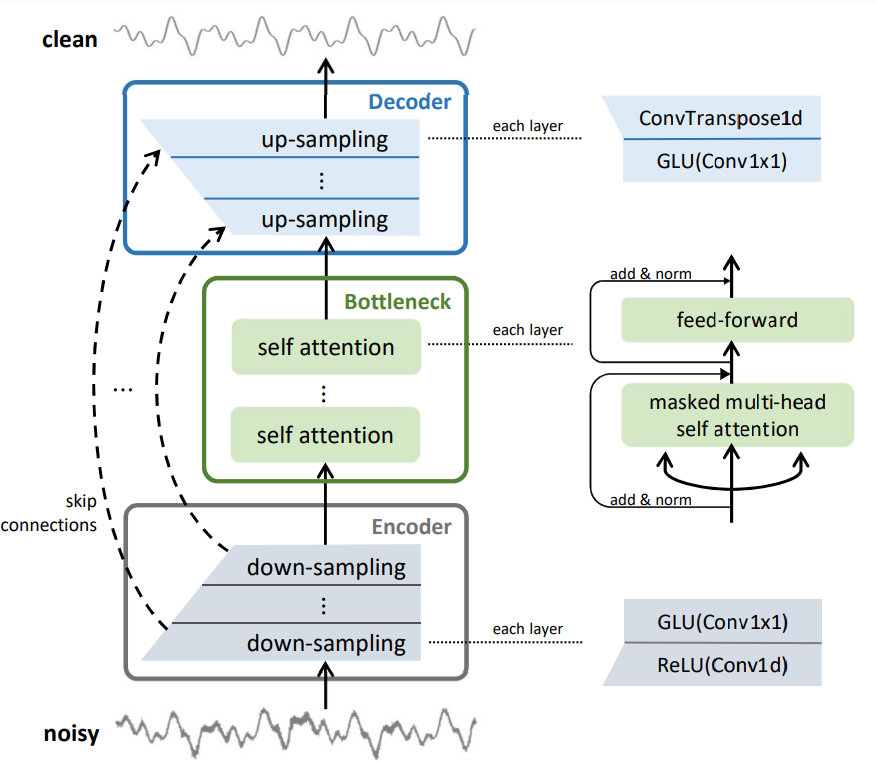 clean
Decoder
up-sampling
⋮
up-sampling
each layer
ConvTranspose1d
GLU(Conv1x1)
Bottleneck
self attention
⋮
self attention
each layer
add & norm
feed-forward
masked multi-head
self attention
add & norm
...
skip
connections
Encoder
down-sampling
⋮
down-sampling
each layer
GLU(Conv1x1)
ReLU(Conv1d)
noisy